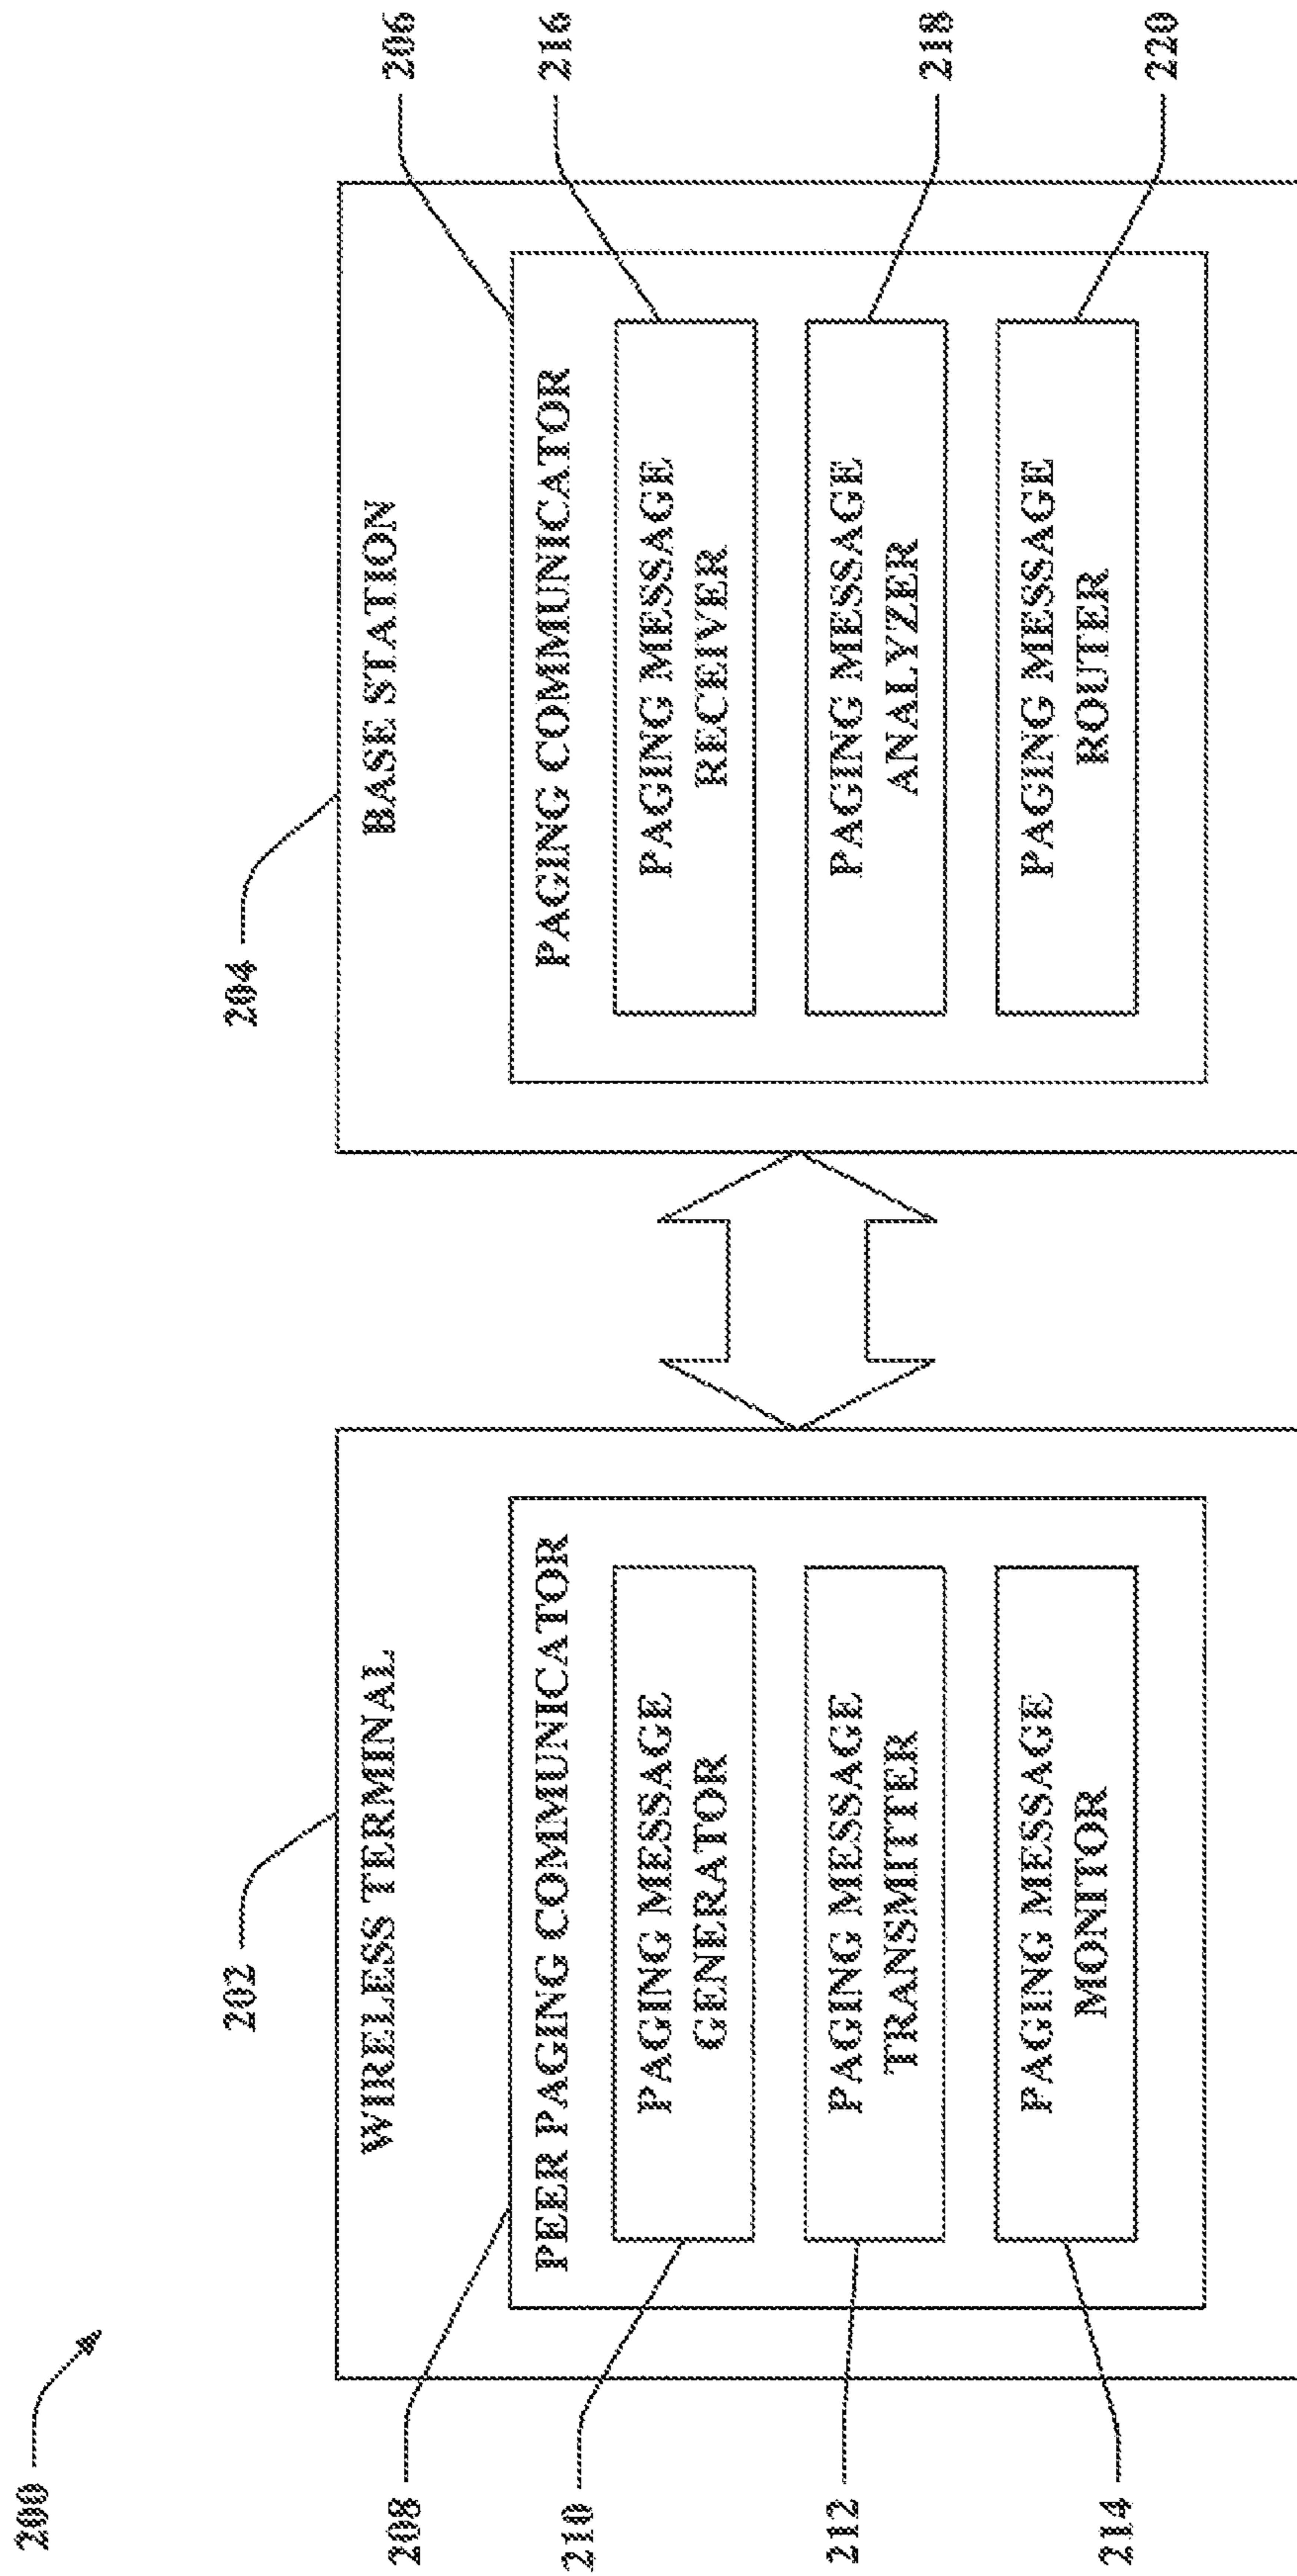 200
202
WIRELESS TERMINAL
208
PEER PAGING COMMUNICATOR
210
PAGING MESSAGE
GENERATOR
212
PAGING MESSAGE
TRANSMITTER
214
PAGING MESSAGE
MONITOR
204
BASE STATION
206
PAGING COMMUNICATOR
216
PAGING MESSAGE
RECEIVER
218
PAGING MESSAGE
ANALYZER
220
PAGING MESSAGE
ROUTER